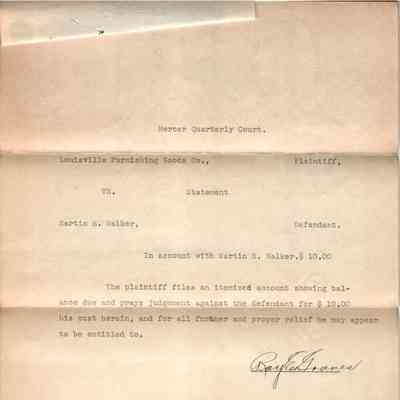 Mercer Quarterly Court.
Louisville Furnishing Goods Co., Plaintiff,
VS. Statement
Martin S. Walker, Defendant.
In account with Martin S. Walker.$ 10.00
The plaintiff files an itemized account showing bal-
ance due and prays judgement against the defendant for $ 10.00
his cost herein, and for all further and proper relief he may appear
to be entitled to.